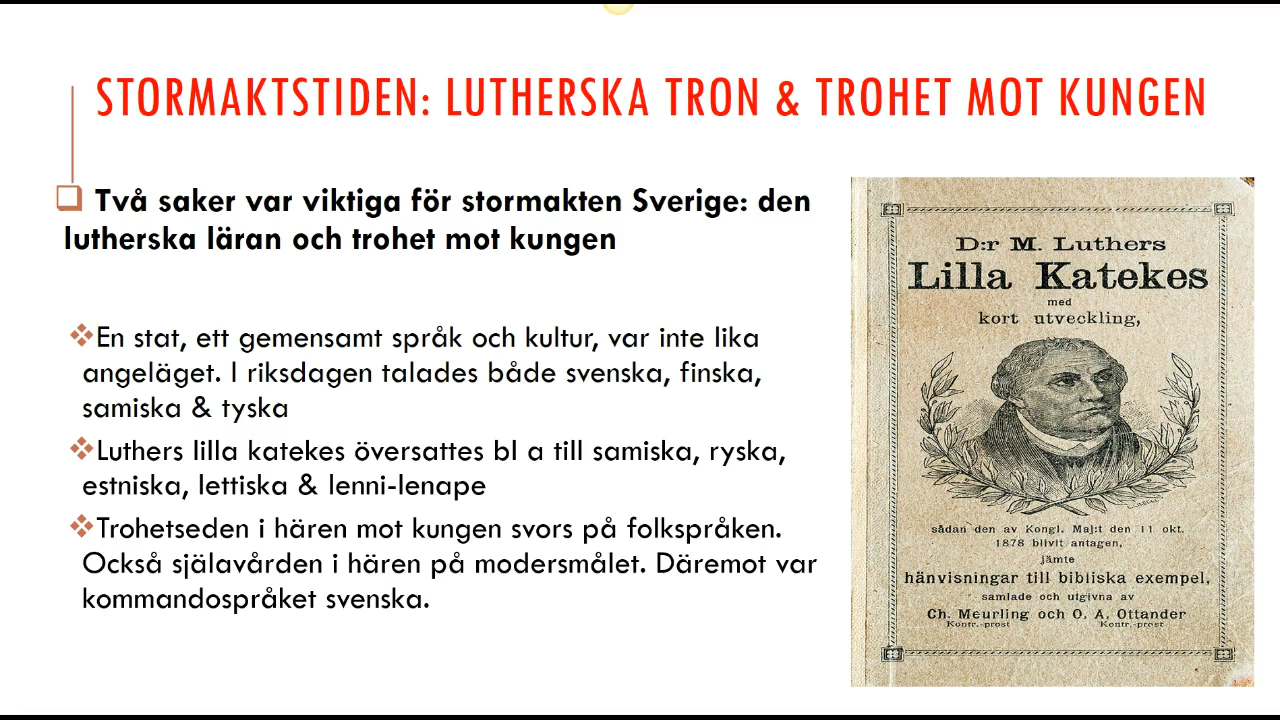 STORMAKTSTIDEN: LUTHERSKA TRON & TROHET MOT KUNGEN
Två saker var viktiga för stormakten Sverige: den
lutherska läran och trohet mot kungen
En stat, ett gemensamt språk och kultur, var inte lika
angeläget. I riksdagen talades både svenska, finska,
samiska & tyska
Luthers lilla katekes översattes bl a till samiska, ryska,
estniska, lettiska & lenni-lenape
Trohetseden i hären mot kungen svors på folkspråken.
Också själavården i hären på modersmålet. Däremot var
kommandospråket svenska.
D:r M. Luthers
Lilla Katekes
med
kort utveckling,
sådan den av Kongl. Maj:t den 11 okt.
1878 blivit antagen,
jämte
hänvisningar till bibliska exempel,
samlade och utgivna av
Ch. Meurling och O. A. Ottander
Kontr.-prost Kontr.-prost